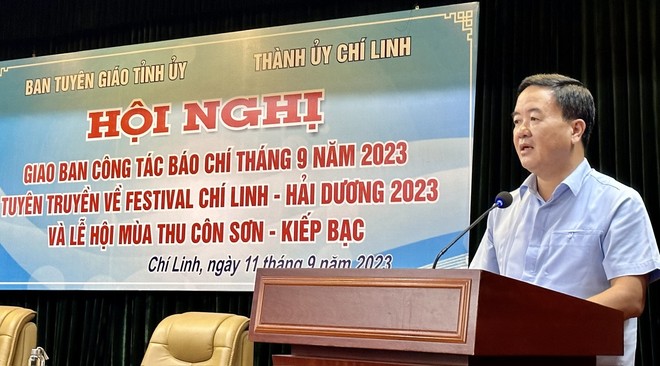 BAN TUYÊN GIÁO TỈNH ỦY THÀNH ỦY CHÍ LINH
HỘI NGHỊ
GIAO BAN CÔNG TÁC BÁO CHÍ THÁNG 9 NĂM 2023
TUYÊN TRUYỀN VỀ FESTIVAL CHÍ LINH - HẢI DƯƠNG 2023
VÀ LỄ HỘI MÙA THU CÔN SƠN - KIẾP BẠC
Chí Linh, ngày 11 tháng 9 năm 2023